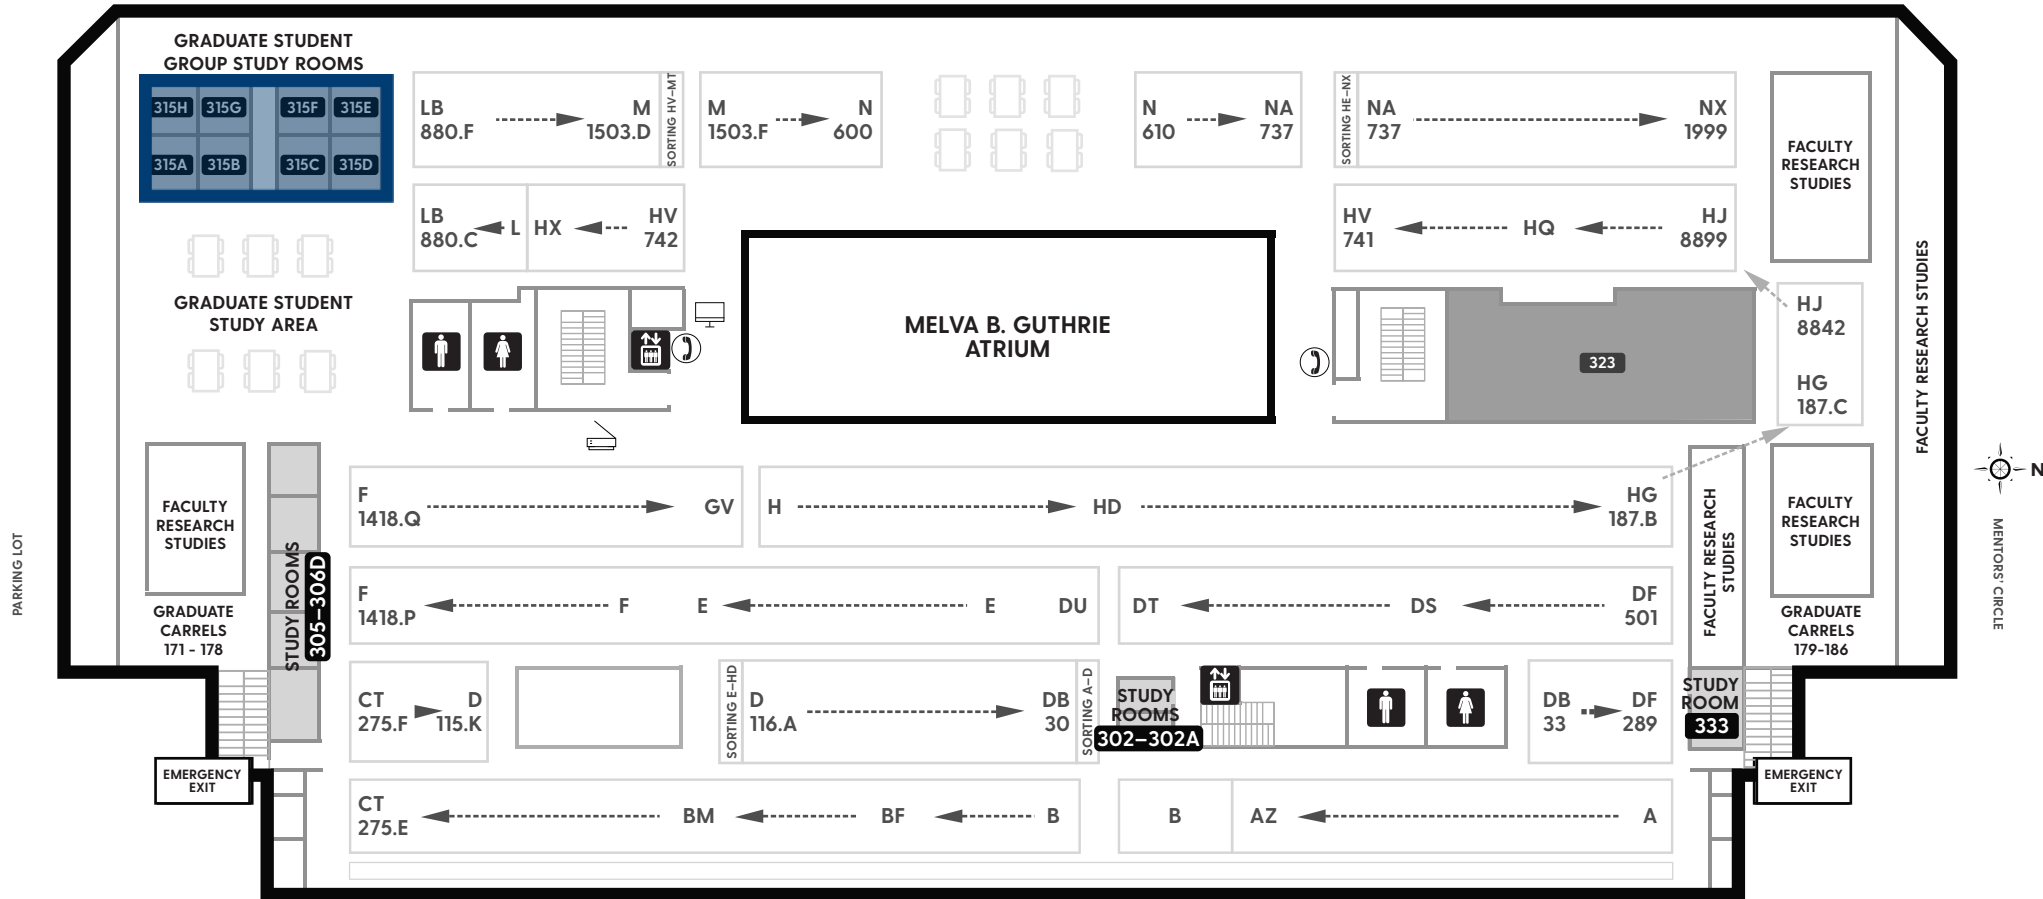 GRADUATE STUDENT
GROUP STUDY ROOMS
315H 315G 315F 315E
315A 315B 315C 315D
LB M
880.F 1503.D
SORTING HV–MT
M N
1503.F 600
N NA
610 737
SORTING HE–NX
NA NX
737 1999
FACULTY
RESEARCH
STUDIES
LB
880.C
L
HX
HV
742
HV
741
HQ
HJ
8899
GRADUATE STUDENT
STUDY AREA
MELVA B. GUTHRIE
ATRIUM
323
HJ
8842
HG
187.C
FACULTY RESEARCH STUDIES
N
MENTORS' CIRCLE
PARKING LOT
FACULTY
RESEARCH
STUDIES
GRADUATE
CARRELS
171 - 178
STUDY ROOMS
305–306D
F
1418.Q
GV
H
HD
HG
187.B
FACULTY RESEARCH
STUDIES
FACULTY
RESEARCH
STUDIES
GRADUATE
CARRELS
179-186
F
1418.P
F
E
E
DU
DT
DS
DF
501
CT D
275.F 115.K
SORTING E–HD
D DB
116.A 30
SORTING A–D
STUDY
ROOMS
302–302A
DB DF
33 289
STUDY
ROOM
333
EMERGENCY
EXIT
EMERGENCY
EXIT
CT
275.E
BM
BF
B
B
AZ
A